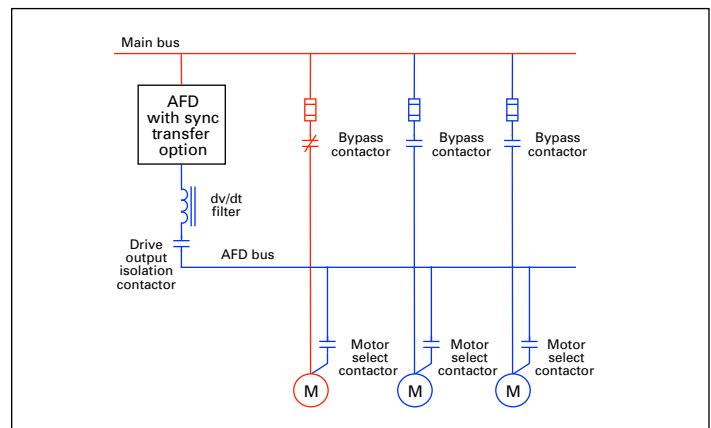 Main bus
AFD
with sync
transfer
option
Bypass
contactor
Bypass
contactor
Bypass
contactor
dv/dt
filter
Drive
output
isolation
contactor
AFD bus
Motor
select
contactor
Motor
select
contactor
Motor
select
contactor
M
M
M